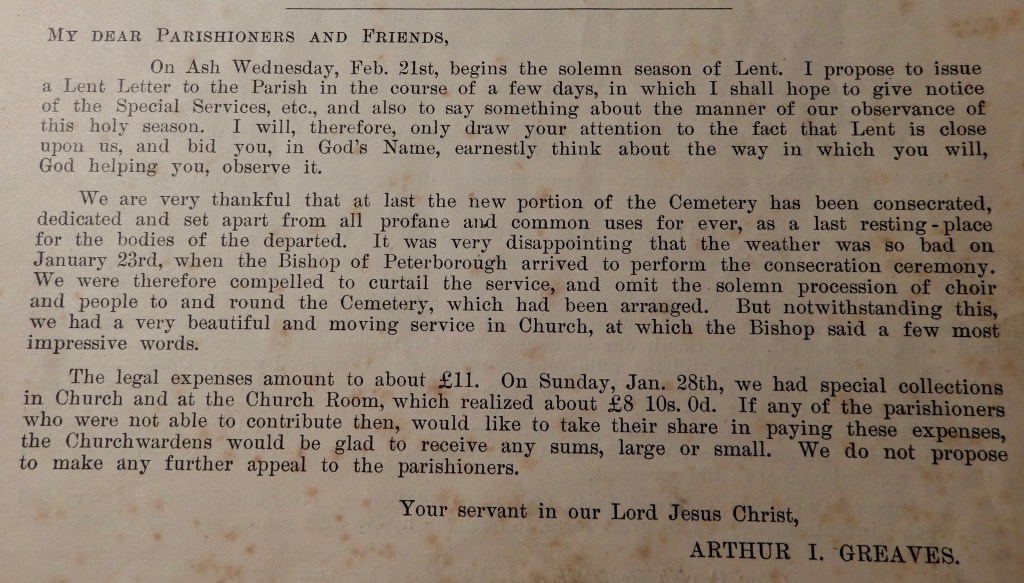 MY DEAR PARISHIONERS AND FRIENDS,
On Ash Wednesday, Feb. 21st, begins the solemn season of Lent. I propose to issue
a Lent Letter to the Parish in the course of a few days, in which I shall hope to give notice
of the Special Services, etc., and also to say something about the manner of our observance of
this holy season. I will, therefore, only draw your attention to the fact that Lent is close
upon us, and bid you, in God's Name, earnestly think about the way in which you will,
God helping you, observe it.
We are very thankful that at last the new portion of the Cemetery has been consecrated,
dedicated and set apart from all profane and common uses for ever, as a last resting-place
for the bodies of the departed. It was very disappointing that the weather was so bad on
January 23rd, when the Bishop of Peterborough arrived to perform the consecration ceremony.
We were therefore compelled to curtail the service, and omit the solemn procession of choir
and people to and round the Cemetery, which had been arranged. But notwithstanding this,
we had a very beautiful and moving service in Church, at which the Bishop said a few most
impressive words.
The legal expenses amount to about £11. On Sunday, Jan. 28th, we had special collections
in Church and at the Church Room, which realized about £8 10s. 0d. If any of the parishioners
who were not able to contribute then, would like to take their share in paying these expenses,
the Churchwardens would be glad to receive any sums, large or small. We do not propose
to make any further appeal to the parishioners.
Your servant in our Lord Jesus Christ,
ARTHUR I. GREAVES.